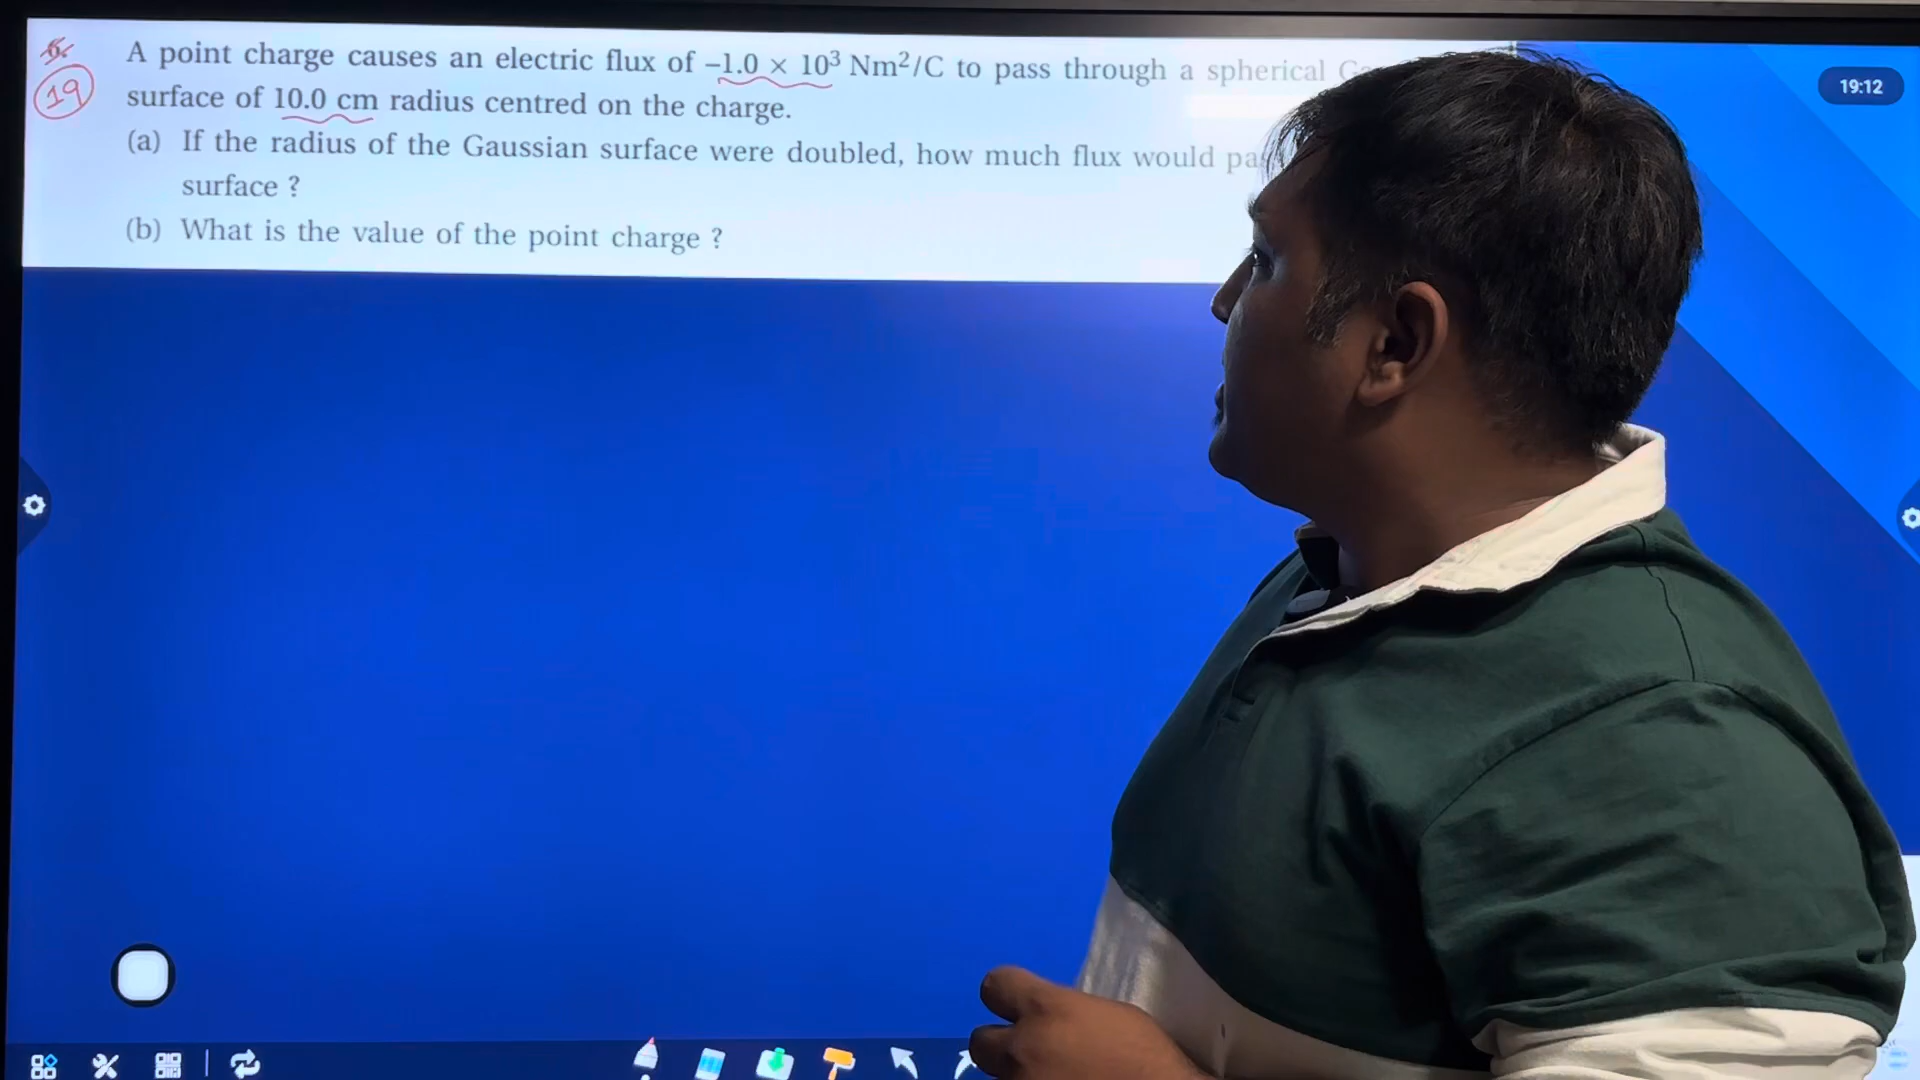 6.
19
A point charge causes an electric flux of –1.0 × 10³ Nm²/C to pass through a spherical
surface of 10.0 cm radius centred on the charge.
(a) If the radius of the Gaussian surface were doubled, how much flux would
surface ?
(b) What is the value of the point charge ?
19:12